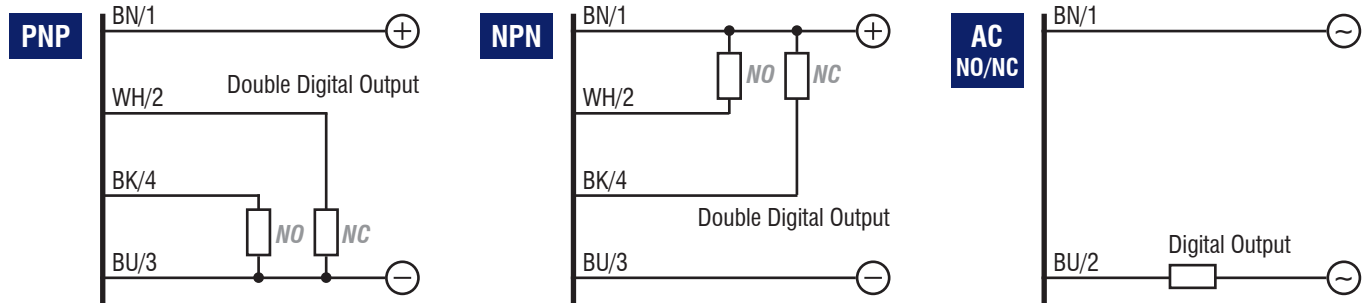 PNP
BN/1
+
Double Digital Output
WH/2
BK/4
NO
NC
BU/3
−
NPN
BN/1
+
NO
NC
WH/2
BK/4
Double Digital Output
BU/3
−
AC
NO/NC
BN/1
~
Digital Output
BU/2
~